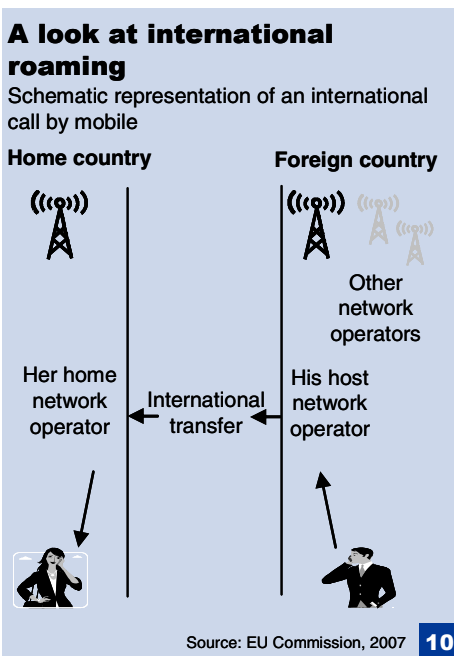 A look at international
roaming
Schematic representation of an international
call by mobile
Home country
Foreign country
Other
network
operators
Her home
network
operator
International
transfer
His host
network
operator
Source: EU Commission, 2007
10